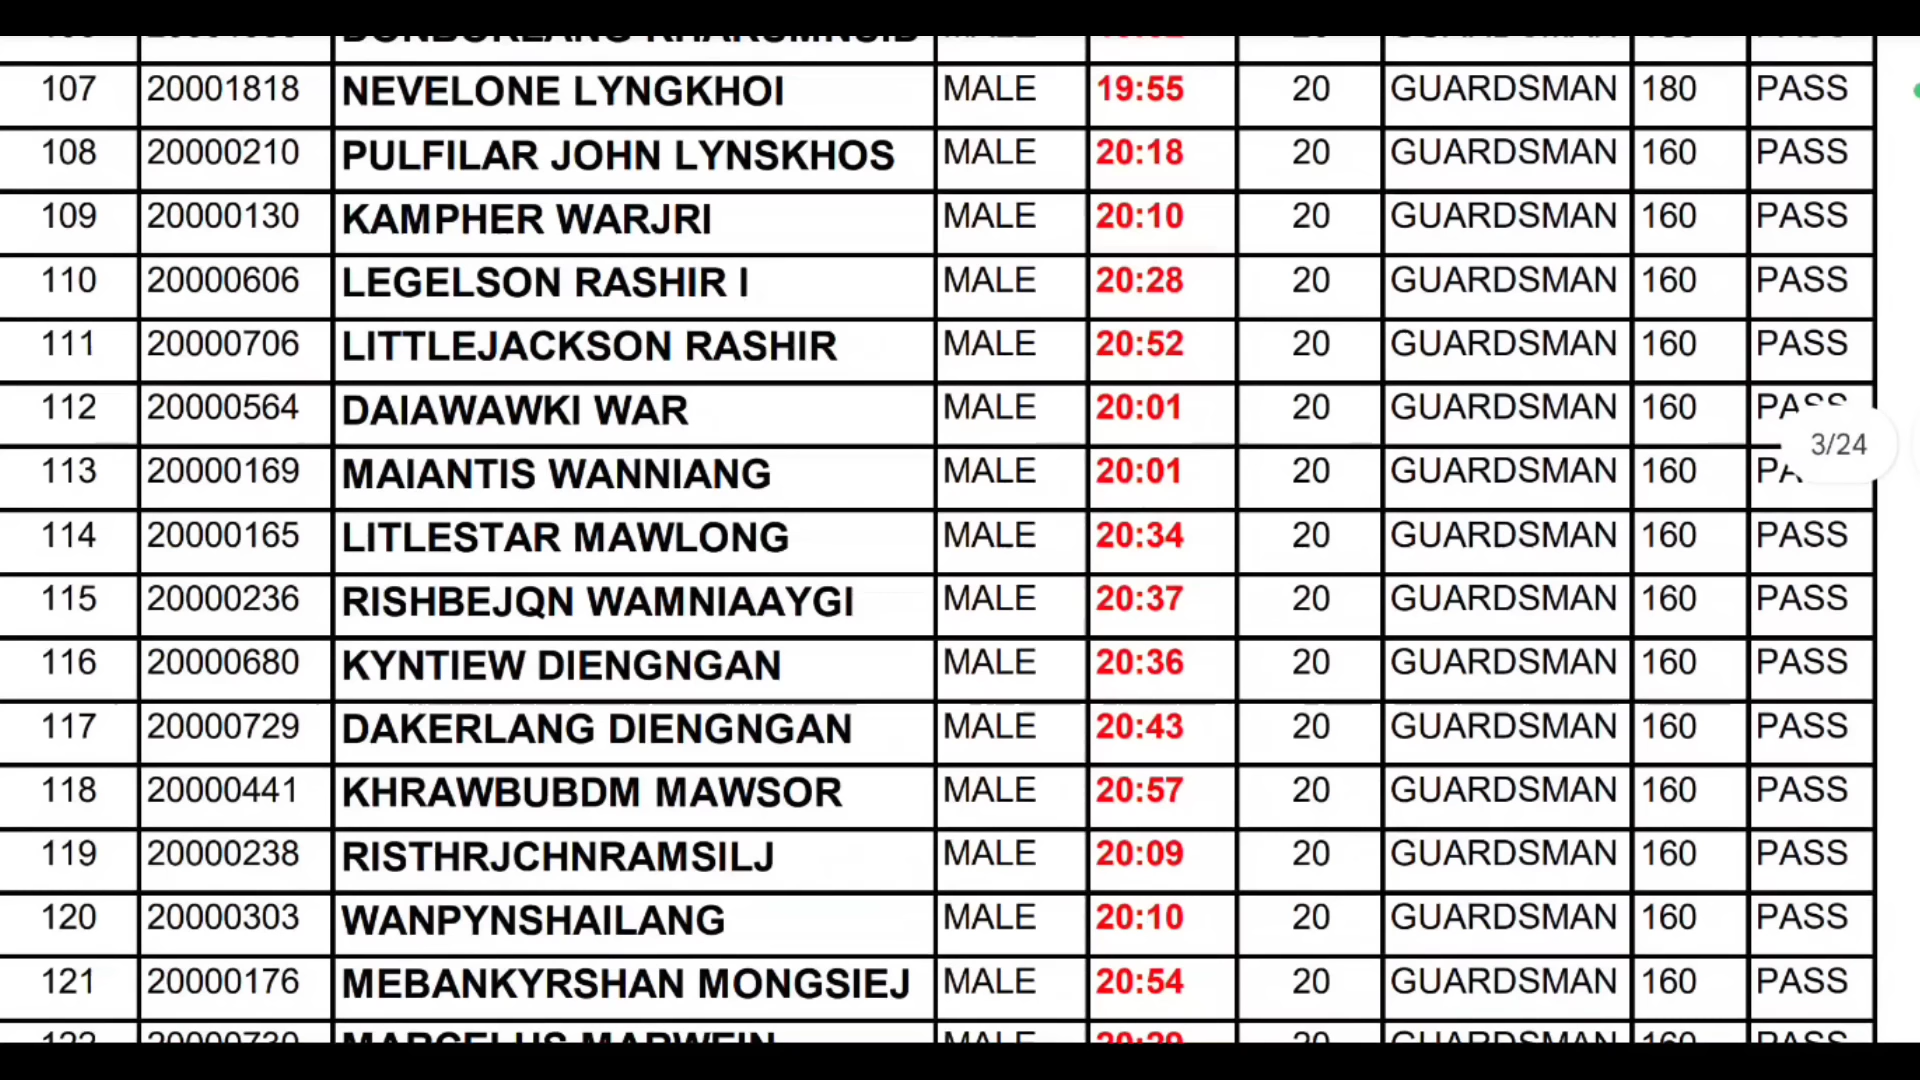 107 20001818 NEVELONE LYNGKHOI MALE 19:55 20 GUARDSMAN 180 PASS
108 20000210 PULFILAR JOHN LYNSKHOS MALE 20:18 20 GUARDSMAN 160 PASS
109 20000130 KAMPHER WARJRI MALE 20:10 20 GUARDSMAN 160 PASS
110 20000606 LEGELSON RASHIR I MALE 20:28 20 GUARDSMAN 160 PASS
111 20000706 LITTLEJACKSON RASHIR MALE 20:52 20 GUARDSMAN 160 PASS
112 20000564 DAIAWAWKI WAR MALE 20:01 20 GUARDSMAN 160 PASS
3/24
113 20000169 MAIANTIS WANNIANG MALE 20:01 20 GUARDSMAN 160
114 20000165 LITLESTAR MAWLONG MALE 20:34 20 GUARDSMAN 160 PASS
115 20000236 RISHBEJQN WAMNIAAYGI MALE 20:37 20 GUARDSMAN 160 PASS
116 20000680 KYNTIEW DIENGNGAN MALE 20:36 20 GUARDSMAN 160 PASS
117 20000729 DAKERLANG DIENGNGAN MALE 20:43 20 GUARDSMAN 160 PASS
118 20000441 KHRAWBUBDM MAWSOR MALE 20:57 20 GUARDSMAN 160 PASS
119 20000238 RISTHRJCHNRAMSILJ MALE 20:09 20 GUARDSMAN 160 PASS
120 20000303 WANPYNSHAILANG MALE 20:10 20 GUARDSMAN 160 PASS
121 20000176 MEBANKYRSHAN MONGSIEJ MALE 20:54 20 GUARDSMAN 160 PASS